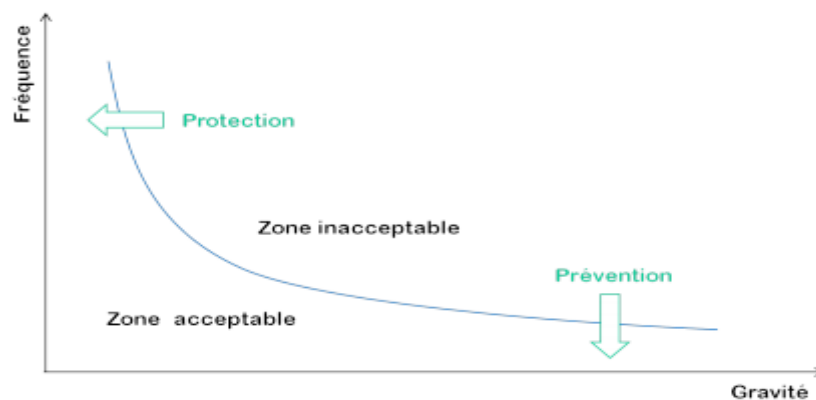 Fréquence
Protection
Zone inacceptable
Prévention
Zone acceptable
Gravité